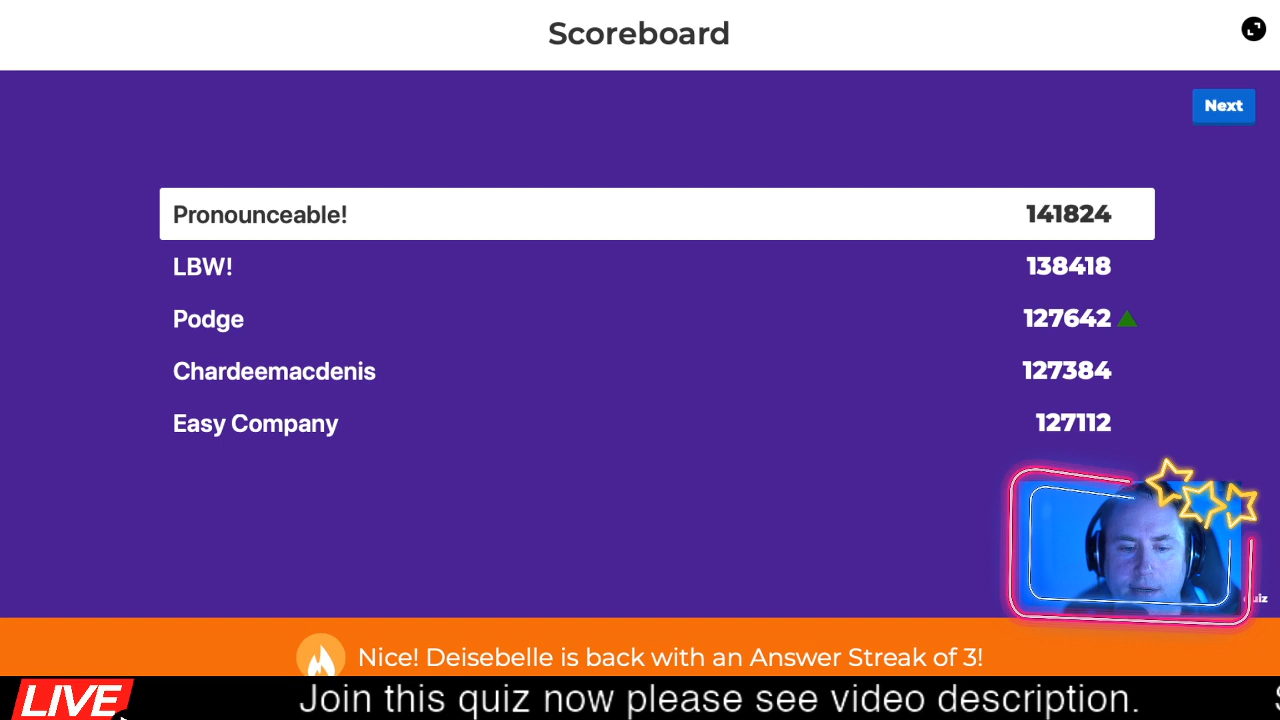 Scoreboard
Next
Pronounceable! 141824
LBW! 138418
Podge 127642
Chardeemacdenis 127384
Easy Company 127112
Nice! Deisebelle is back with an Answer Streak of 3!
LIVE Join this quiz now please see video description.